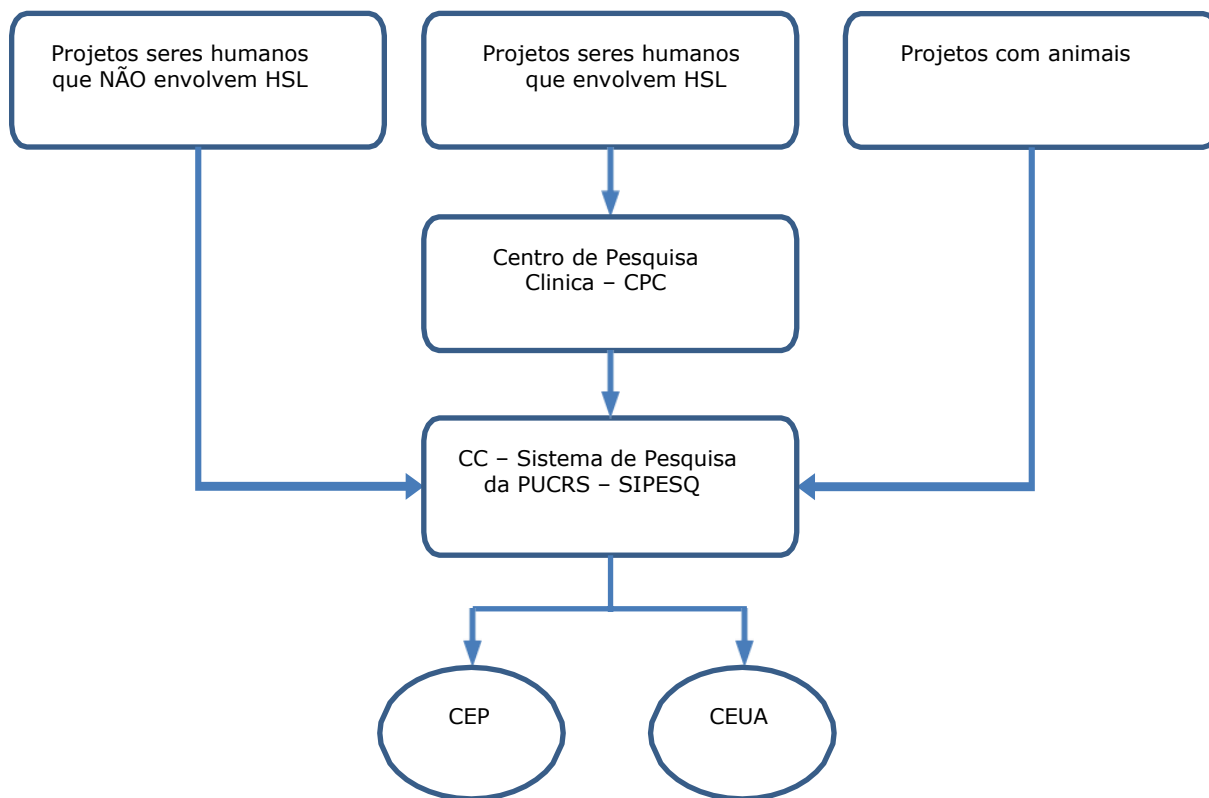 Projetos seres humanos
que NÃO envolvem HSL
Projetos seres humanos
que envolvem HSL
Projetos com animais
Centro de Pesquisa
Clinica – CPC
CC – Sistema de Pesquisa
da PUCRS – SIPESQ
CEP
CEUA